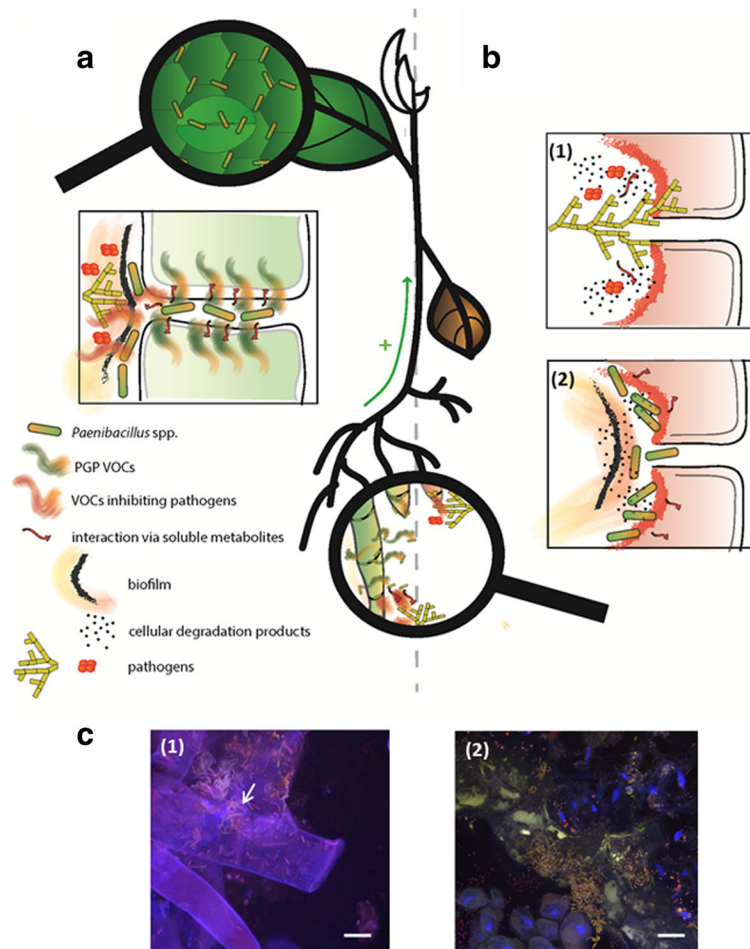 a
b
(1)
(2)
+
Paenibacillus spp.
PGP VOCs
VOCs inhibiting pathogens
interaction via soluble metabolites
biofilm
cellular degradation products
pathogens
c
(1)
(2)